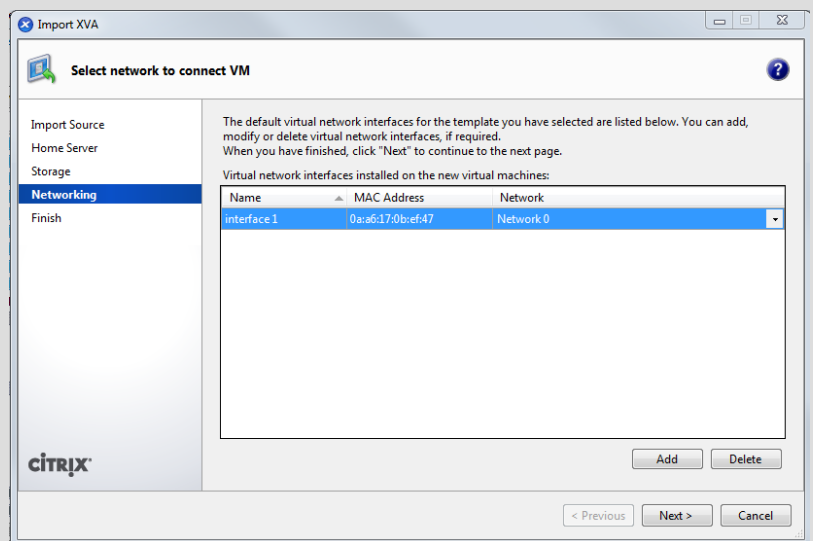 Import XVA
Select network to connect VM
?
Import Source
Home Server
Storage
Networking
Finish
The default virtual network interfaces for the template you have selected are listed below. You can add,
modify or delete virtual network interfaces, if required.
When you have finished, click "Next" to continue to the next page.
Virtual network interfaces installed on the new virtual machines:
Name MAC Address Network
interface 1 0a:a6:17:0b:ef:47 Network 0
Add Delete
CİTRIX
< Previous Next > Cancel